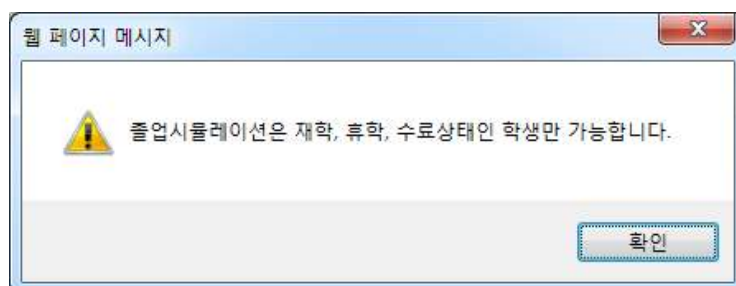 웹 페이지 메시지
졸업시뮬레이션은 재학, 휴학, 수료상태인 학생만 가능합니다.
확인